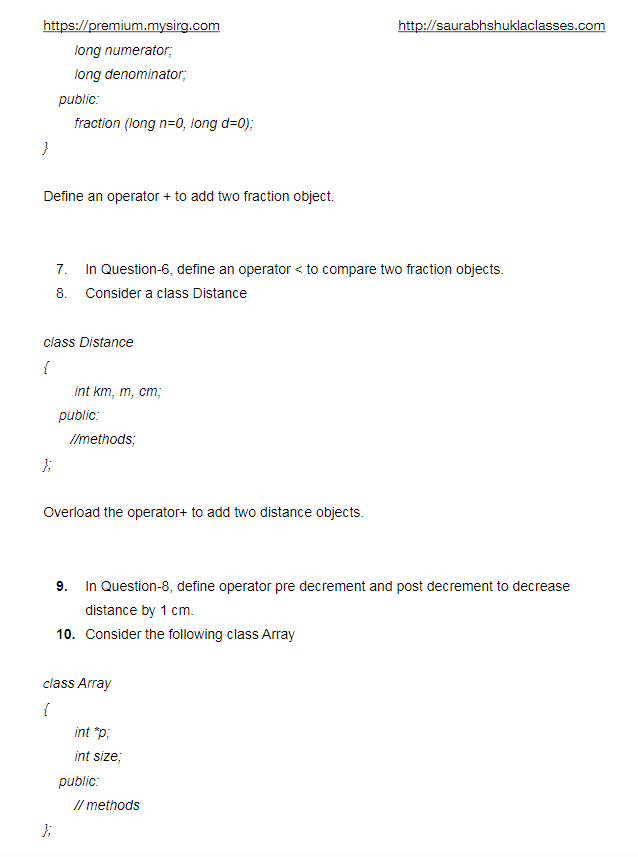 https://premium.mysirg.com http://saurabhshuklaclasses.com
long numerator;
long denominator;
public:
fraction (long n=0, long d=0);
}
Define an operator + to add two fraction object.
7. In Question-6, define an operator < to compare two fraction objects.
8. Consider a class Distance
class Distance
{
int km, m, cm;
public:
//methods;
};
Overload the operator+ to add two distance objects.
9. In Question-8, define operator pre decrement and post decrement to decrease
distance by 1 cm.
10. Consider the following class Array
class Array
{
int *p;
int size;
public:
// methods
};